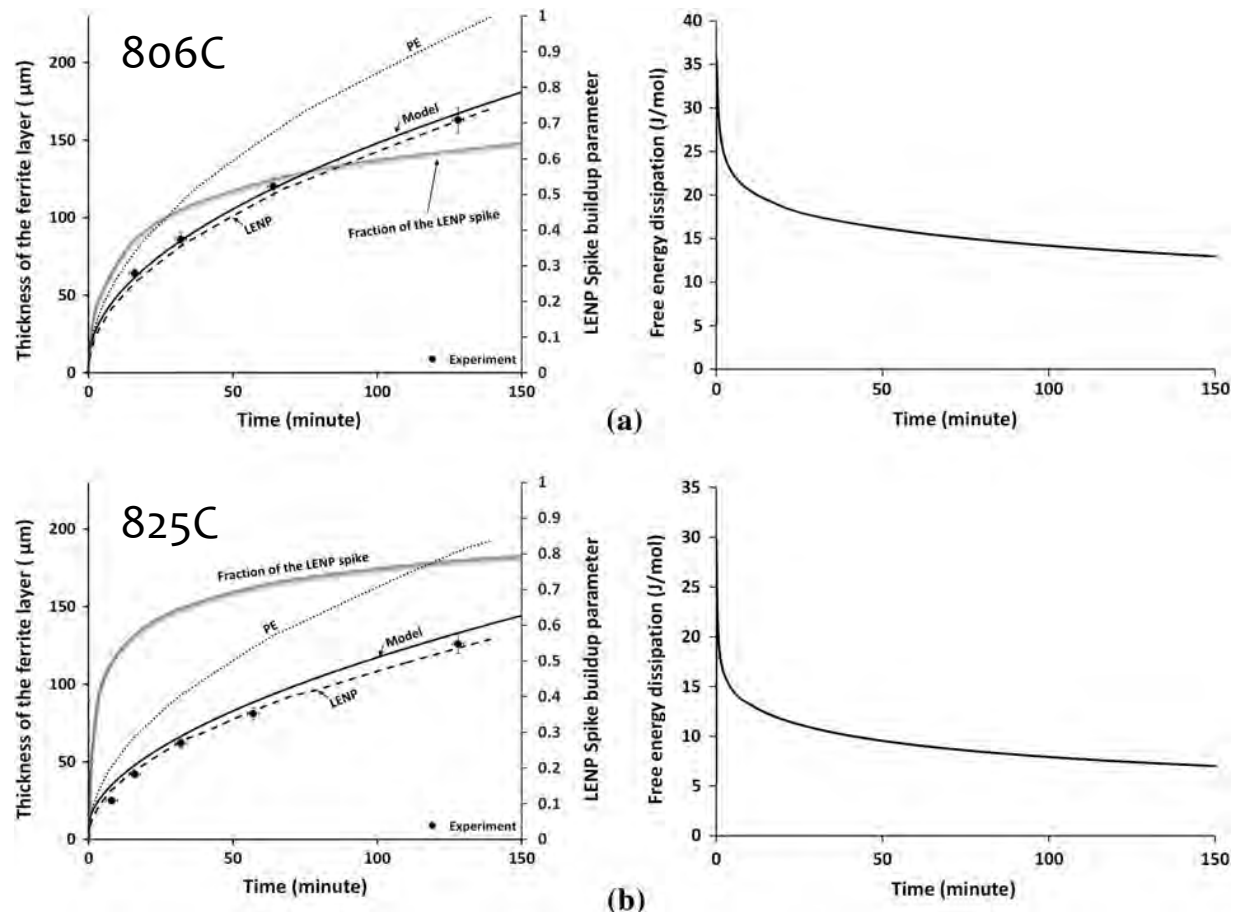 806C
Thickness of the ferrite layer ( µm)
200
150
100
50
0
0
50
100
150
Time (minute)
PE
Model
LENP
Fraction of the LENP spike
Experiment
1
0.9
0.8
0.7
0.6
0.5
0.4
0.3
0.2
0.1
0
LENP Spike buildup parameter
Free energy dissipation (J/mol)
40
35
30
25
20
15
10
5
0
0
50
100
150
Time (minute)
(a)
825C
Thickness of the ferrite layer (µm)
200
150
100
50
0
0
50
100
150
Time (minute)
Fraction of the LENP spike
PE
Model
LENP
Experiment
1
0.9
0.8
0.7
0.6
0.5
0.4
0.3
0.2
0.1
0
LENP Spike buildup parameter
Free energy dissipation (J/mol)
35
30
25
20
15
10
5
0
0
50
100
150
Time (minute)
(b)